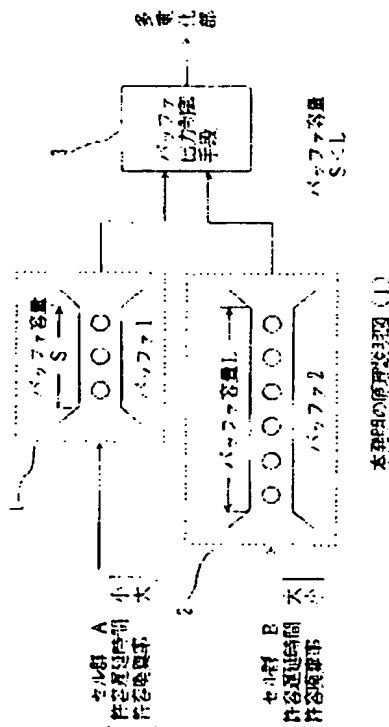 多重化部
3
バッファ
出力制御
手段
バッファ容量
S<L
1
バッファ容量
S
バッファ1
セル群 A
許容遅延時間 小
許容廃棄率 大
2
バッファ容量L
バッファ2
セル群 B
許容遅延時間 大
許容廃棄率 小
本発明の原理説明図(1)